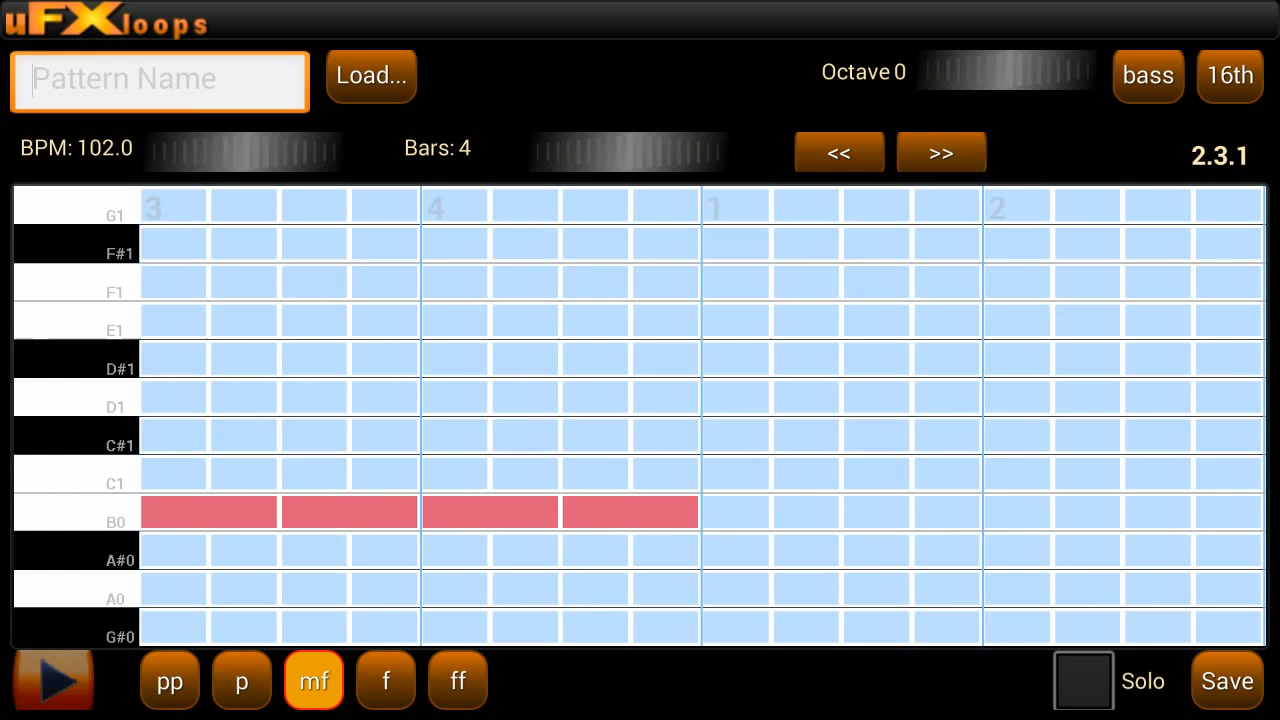 uFXloops
Pattern Name
Load...
Octave 0
bass
16th
BPM: 102.0
Bars: 4
<<
>>
2.3.1
G1
3
4
1
2
F#1
F1
E1
D#1
D1
C#1
C1
B0
A#0
A0
G#0
pp
p
mf
f
ff
Solo
Save